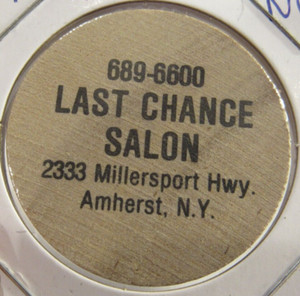 689-6600
LAST CHANCE
SALON
2333 Millersport Hwy.
Amherst, N.Y.